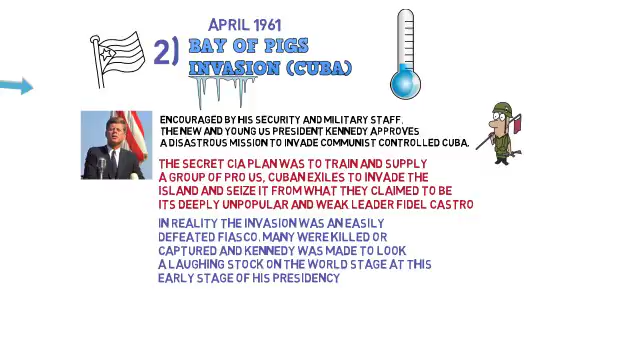 APRIL 1961
2) BAY OF PIGS
INVASION (CUBA)
ENCOURAGED BY HIS SECURITY AND MILITARY STAFF,
THE NEW AND YOUNG US PRESIDENT KENNEDY APPROVES
A DISASTROUS MISSION TO INVADE COMMUNIST CONTROLLED CUBA.
THE SECRET CIA PLAN WAS TO TRAIN AND SUPPLY
A GROUP OF PRO US, CUBAN EXILES TO INVADE THE
ISLAND AND SEIZE IT FROM WHAT THEY CLAIMED TO BE
ITS DEEPLY UNPOPULAR AND WEAK LEADER FIDEL CASTRO
IN REALITY THE INVASION WAS AN EASILY
DEFEATED FIASCO. MANY WERE KILLED OR
CAPTURED AND KENNEDY WAS MADE TO LOOK
A LAUGHING STOCK ON THE WORLD STAGE AT THIS
EARLY STAGE OF HIS PRESIDENCY